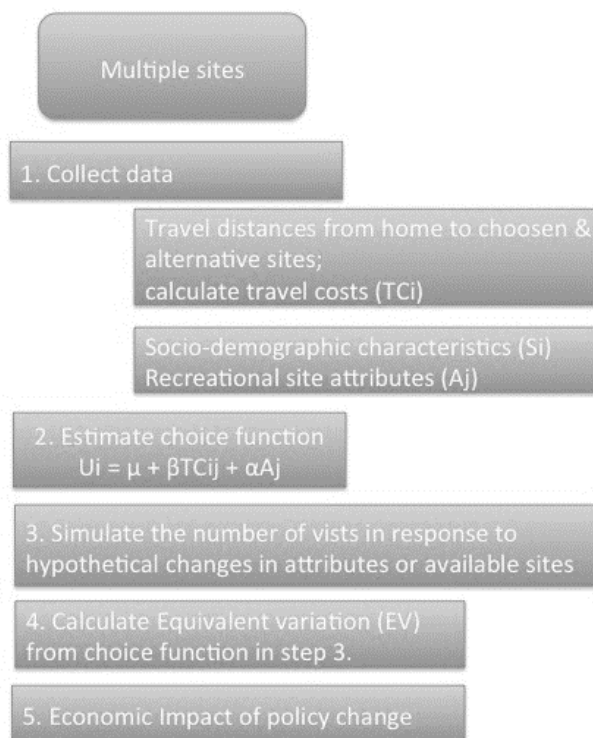 Multiple sites
1. Collect data
Travel distances from home to choosen &
alternative sites;
calculate travel costs (TCi)
Socio-demographic characteristics (Si)
Recreational site attributes (Aj)
2. Estimate choice function
Ui = μ + βTCij + αAj
3. Simulate the number of vists in response to
hypothetical changes in attributes or available sites
4. Calculate Equivalent variation (EV)
from choice function in step 3.
5. Economic Impact of policy change